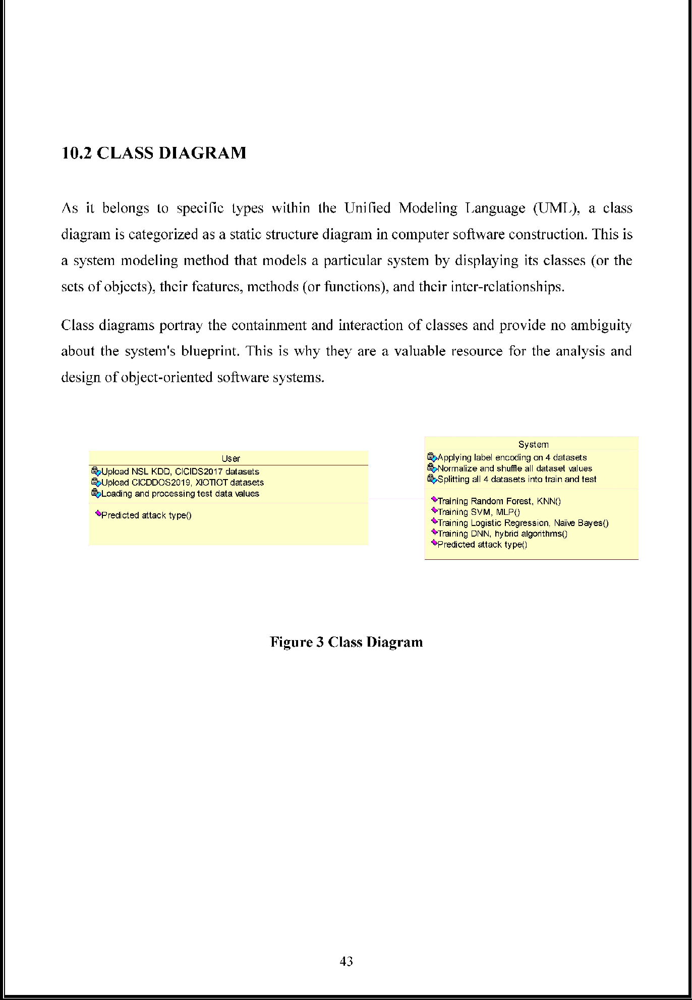 10.2 CLASS DIAGRAM
As it belongs to specific types within the Unified Modeling Language (UML), a class
diagram is categorized as a static structure diagram in computer software construction. This is
a system modeling method that models a particular system by displaying its classes (or the
sets of objects), their features, methods (or functions), and their inter-relationships.
Class diagrams portray the containment and interaction of classes and provide no ambiguity
about the system's blueprint. This is why they are a valuable resource for the analysis and
design of object-oriented software systems.
User
Upload NSL KDD, CICIDS2017 datasets
Upload CICDDOS2019, XIOTIOT datasets
Loading and processing test data values
Predicted attack type()
System
Applying label encoding on 4 datasets
Normalize and shuffle all dataset values
Splitting all 4 datasets into train and test
Training Random Forest, KNN()
Training SVM, MLP()
Training Logistic Regression, Naïve Bayes()
Training DNN, hybrid algorithms()
Predicted attack type()
Figure 3 Class Diagram
43